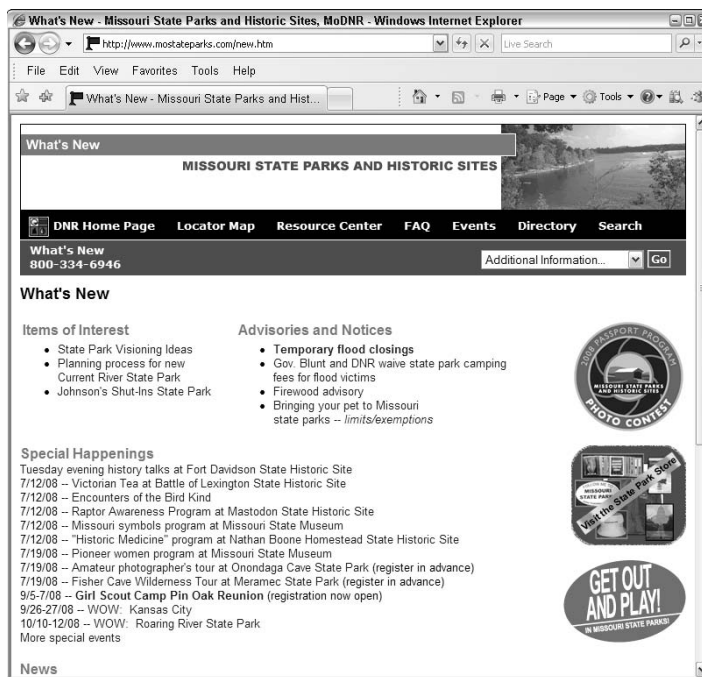 What's New - Missouri State Parks and Historic Sites, MoDNR - Windows Internet Explorer
http://www.mostateparks.com/new.htm
Live Search
File Edit View Favorites Tools Help
What's New - Missouri State Parks and Hist...
Page Tools
What's New
MISSOURI STATE PARKS AND HISTORIC SITES
DNR Home Page Locator Map Resource Center FAQ Events Directory Search
What's New
800-334-6946
Additional Information... Go
What's New
Items of Interest
• State Park Visioning Ideas
• Planning process for new
Current River State Park
• Johnson's Shut-Ins State Park
Advisories and Notices
• Temporary flood closings
• Gov. Blunt and DNR waive state park camping
fees for flood victims
• Firewood advisory
• Bringing your pet to Missouri
state parks -- limits/exemptions
2008 PASSPORT PROGRAM
MISSOURI STATE PARKS
AND HISTORIC SITES
PHOTO CONTEST
Special Happenings
Tuesday evening history talks at Fort Davidson State Historic Site
7/12/08 -- Victorian Tea at Battle of Lexington State Historic Site
7/12/08 -- Encounters of the Bird Kind
7/12/08 -- Raptor Awareness Program at Mastodon State Historic Site
7/12/08 -- Missouri symbols program at Missouri State Museum
7/12/08 -- "Historic Medicine" program at Nathan Boone Homestead State Historic Site
7/19/08 -- Pioneer women program at Missouri State Museum
7/19/08 -- Amateur photographer's tour at Onondaga Cave State Park (register in advance)
7/19/08 -- Fisher Cave Wilderness Tour at Meramec State Park (register in advance)
9/5-7/08 -- Girl Scout Camp Pin Oak Reunion (registration now open)
9/26-27/08 -- WOW: Kansas City
10/10-12/08 -- WOW: Roaring River State Park
More special events
MISSOURI
STATE PARKS
Visit the State Park Store
GET OUT
AND PLAY!
IN MISSOURI STATE PARKS!
News